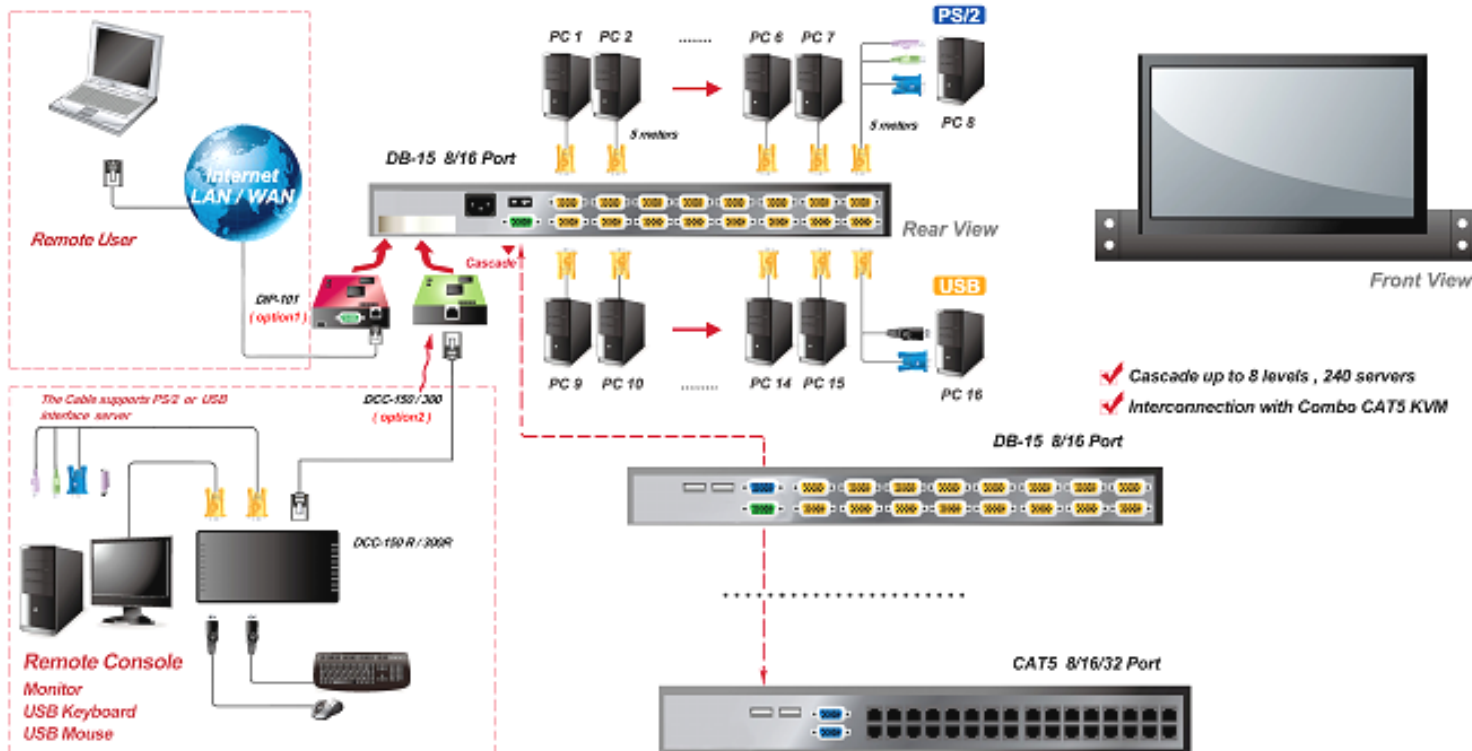 PS/2
PC 1
PC 2
........
PC 6
PC 7
PC 8
5 meters
5 meters
DB-15 8/16 Port
Internet
LAN / WAN
Remote User
Rear View
Cascade
DIP-101
( option1 )
USB
Front View
PC 9
PC 10
........
PC 14
PC 15
PC 16
DCC-150 / 300
( option2 )
The Cable supports PS/2 or USB
interface server
Cascade up to 8 levels , 240 servers
Interconnection with Combo CAT5 KVM
DB-15 8/16 Port
DCC-150 R / 300R
Remote Console
Monitor
USB Keyboard
USB Mouse
CAT5 8/16/32 Port